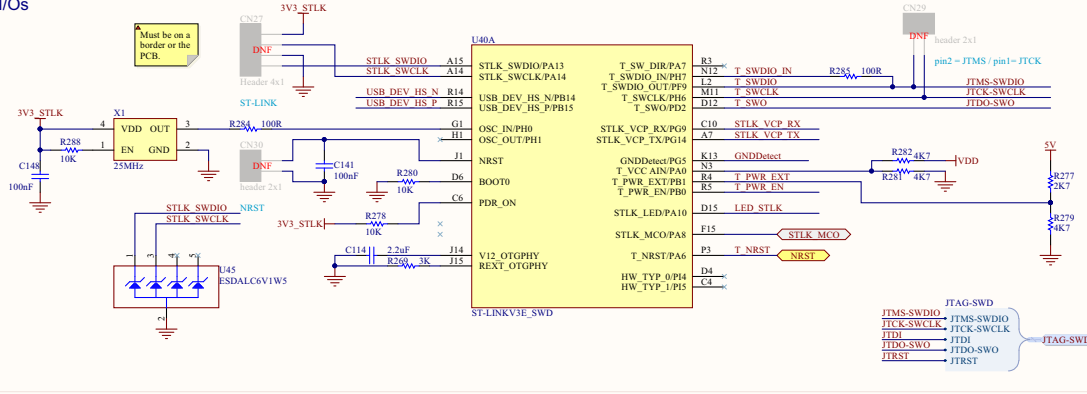 I/Os
Must be on a
border or the
PCB.
CN27
DNF
Header 4x1
3V3_STLK
ST-LINK
STLK_SWDIO
STLK_SWCLK
USB_DEV_HS_N
USB_DEV_HS_P
A15
A14
R14
R15
G1
H1
J1
D6
C6
J14
J15
3V3_STLK
R288
10K
C148
100nF
X1
4 VDD OUT 3
1 EN GND 2
25MHz
R284 100R
CN30
DNF
header 2x1
NRST
C141
100nF
R280
10K
3V3_STLK
R278
10K
C114 2.2uF
R269 3K
STLK_SWDIO
STLK_SWCLK
1
3
4
5
2
U45
ESDALC6V1W5
U40A
STLK_SWDIO/PA13
STLK_SWCLK/PA14
USB_DEV_HS_N/PB14
USB_DEV_HS_P/PB15
OSC_IN/PH0
OSC_OUT/PH1
NRST
BOOT0
PDR_ON
V12_OTGPHY
REXT_OTGPHY
T_SW_DIR/PA7
T_SWDIO_IN/PH7
T_SWDIO_OUT/PF9
T_SWCLK/PH6
T_SWO/PD2
STLK_VCP_RX/PG9
STLK_VCP_TX/PG14
GNDDetect/PG5
T_VCC AIN/PA0
T_PWR_EXT/PB1
T_PWR_EN/PB0
STLK_LED/PA10
STLK_MCO/PA8
T_NRST/PA6
HW_TYP_0/PI4
HW_TYP_1/PI5
ST-LINKV3E_SWD
R3
N12
L2
M11
D12
C10
A7
K13
N3
R4
R5
D15
F15
P3
D4
C4
T_SWDIO_IN
T_SWDIO
T_SWCLK
T_SWO
STLK_VCP_RX
STLK_VCP_TX
GNDDetect
T_PWR_EXT
T_PWR_EN
LED_STLK
STLK_MCO
T_NRST
NRST
R285 100R
CN29
DNF
header 2x1
pin2 = JTMS / pin1= JTCK
JTMS-SWDIO
JTCK-SWCLK
JTDO-SWO
R282 4K7
R281 4K7
VDD
5V
R277
2K7
R279
4K7
JTAG-SWD
JTMS-SWDIO
JTCK-SWCLK
JTDI
JTDO-SWO
JTRST
JTMS-SWDIO
JTCK-SWCLK
JTDI
JTDO-SWO
JTRST